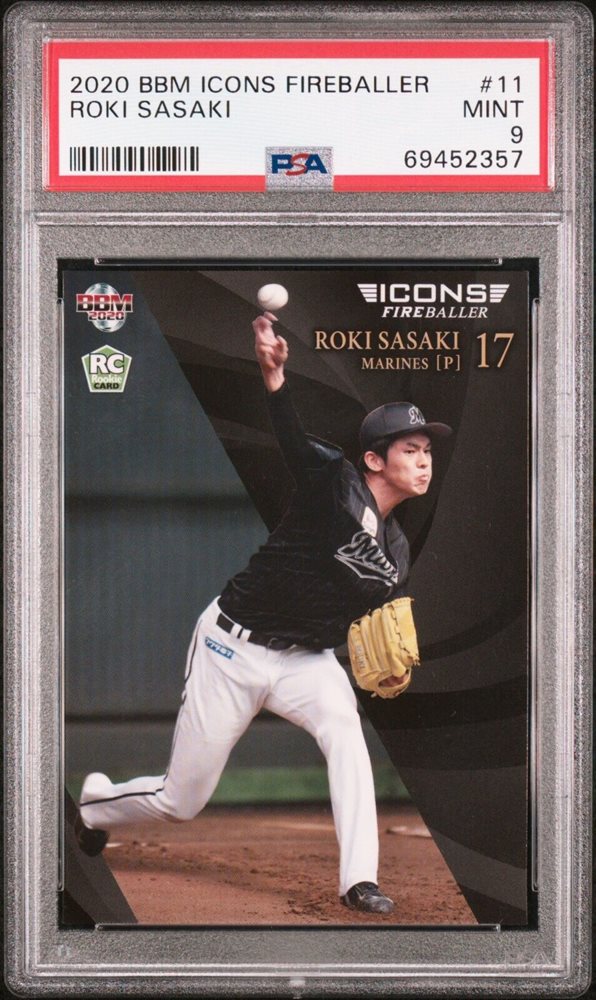 2020 BBM ICONS FIREBALLER #11
ROKI SASAKI MINT
9
69452357
PSA
BBM
2020
ICONS
FIREBALLER
RC
Rookie
CARD
ROKI SASAKI 17
MARINES [P]